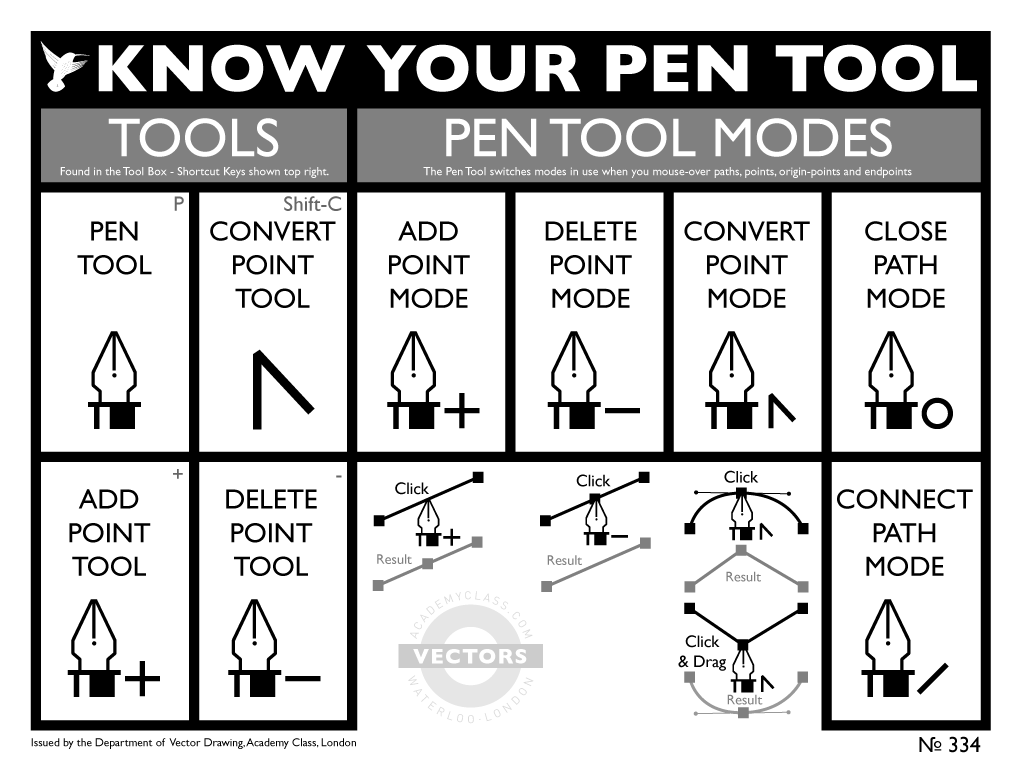 KNOW YOUR PEN TOOL
TOOLS
Found in the Tool Box - Shortcut Keys shown top right.
PEN TOOL MODES
The Pen Tool switches modes in use when you mouse-over paths, points, origin-points and endpoints
P
PEN
TOOL
Shift-C
CONVERT
POINT
TOOL
ADD
POINT
MODE
DELETE
POINT
MODE
CONVERT
POINT
MODE
CLOSE
PATH
MODE
+
ADD
POINT
TOOL
-
DELETE
POINT
TOOL
Click
Result
Click
Result
Click
Result
Click
& Drag
Result
CONNECT
PATH
MODE
ACADEMYCLASS.COM
VECTORS
WATERLOO·LONDON
Issued by the Department of Vector Drawing, Academy Class, London
№ 334